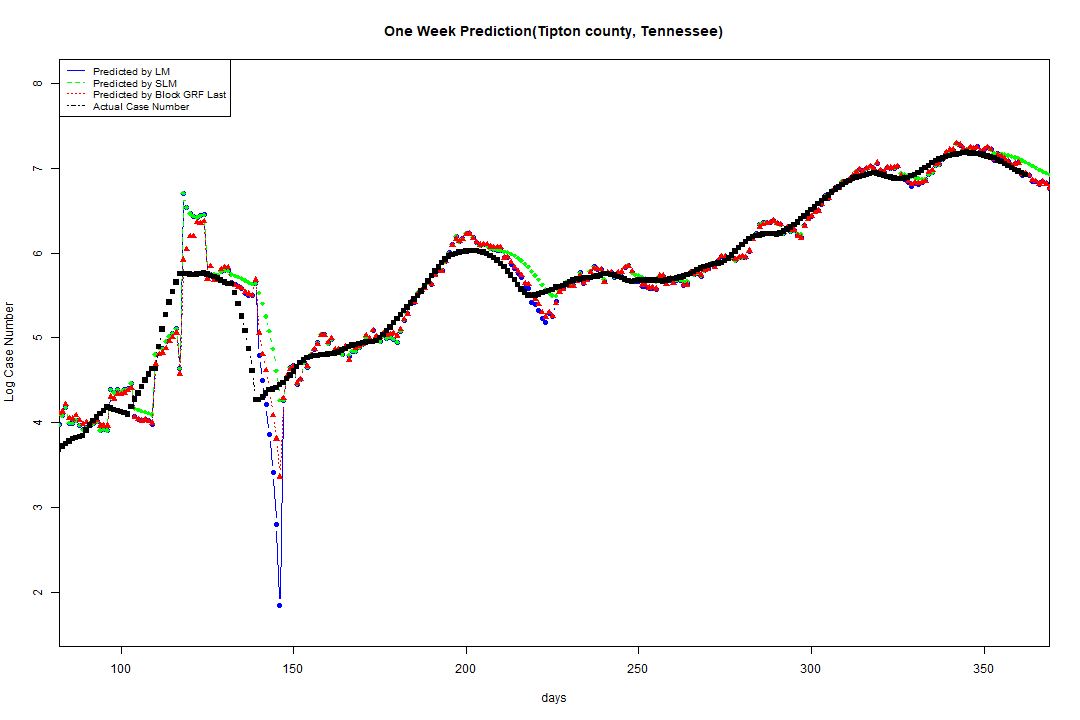 One Week Prediction(Tipton county, Tennessee)
Predicted by LM
Predicted by SLM
Predicted by Block GRF Last
Actual Case Number
Log Case Number
8
7
6
5
4
3
2
100 150 200 250 300 350
days